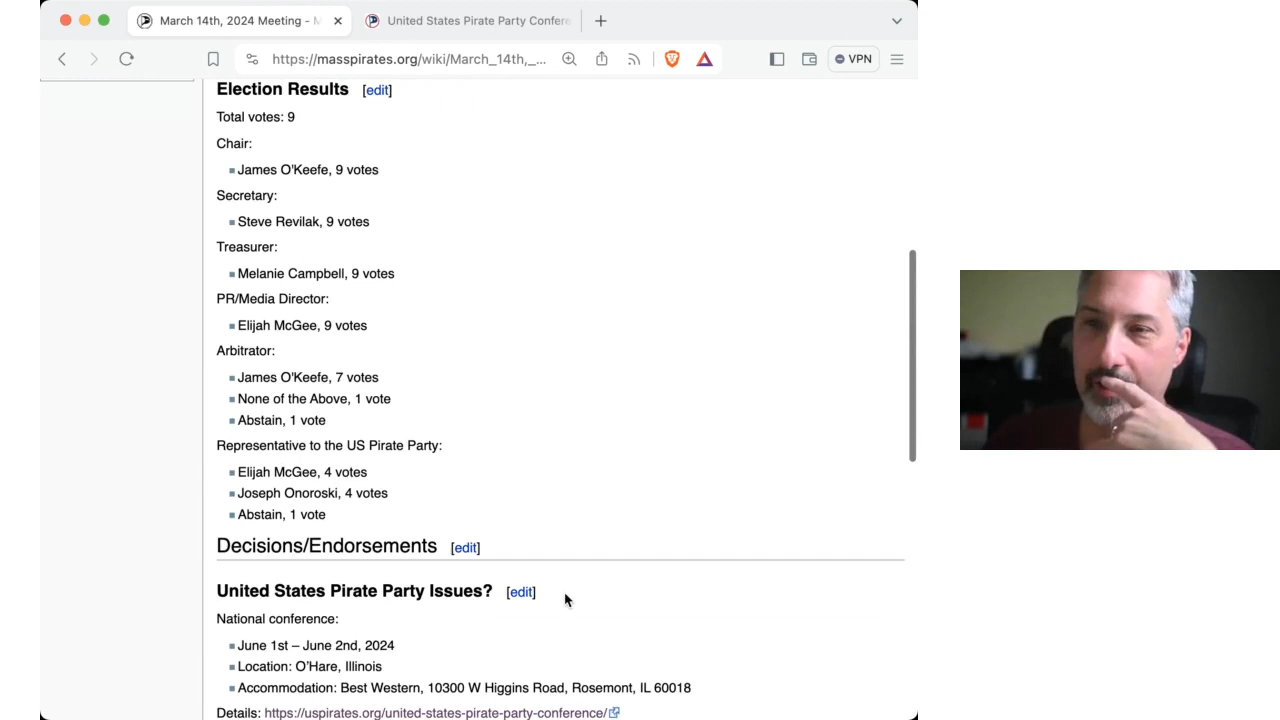 March 14th, 2024 Meeting - M
United States Pirate Party Confere
https://masspirates.org/wiki/March_14th,_...
VPN
Election Results [edit]
Total votes: 9
Chair:
James O'Keefe, 9 votes
Secretary:
Steve Revilak, 9 votes
Treasurer:
Melanie Campbell, 9 votes
PR/Media Director:
Elijah McGee, 9 votes
Arbitrator:
James O'Keefe, 7 votes
None of the Above, 1 vote
Abstain, 1 vote
Representative to the US Pirate Party:
Elijah McGee, 4 votes
Joseph Onoroski, 4 votes
Abstain, 1 vote
Decisions/Endorsements [edit]
United States Pirate Party Issues? [edit]
National conference:
June 1st – June 2nd, 2024
Location: O'Hare, Illinois
Accommodation: Best Western, 10300 W Higgins Road, Rosemont, IL 60018
Details: https://uspirates.org/united-states-pirate-party-conference/